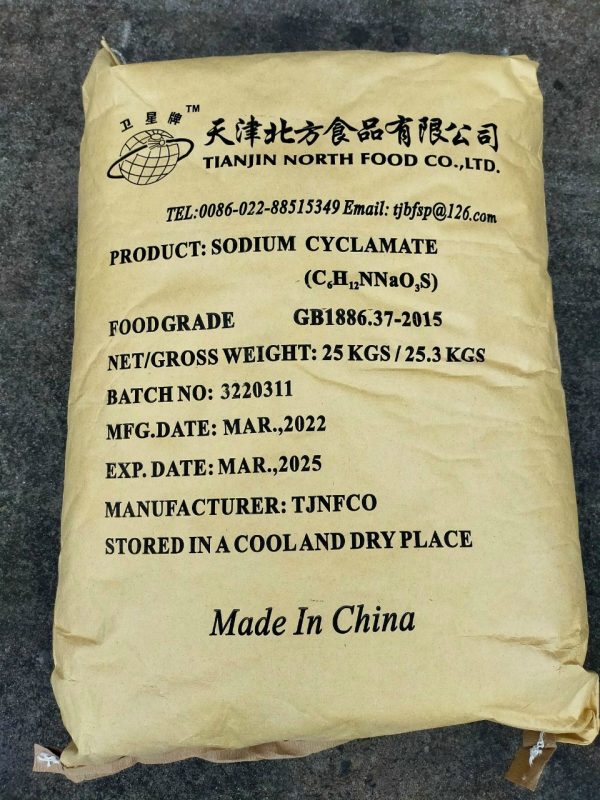 卫星牌™
天津北方食品有限公司
TIANJIN NORTH FOOD CO.,LTD.
TEL:0086-022-88515349 Email: tjbfsp@126.com
PRODUCT: SODIUM CYCLAMATE
(C₆H₁₂NNaO₃S)
FOODGRADE GB1886.37-2015
NET/GROSS WEIGHT: 25 KGS / 25.3 KGS
BATCH NO: 3220311
MFG.DATE: MAR.,2022
EXP. DATE: MAR.,2025
MANUFACTURER: TJNFCO
STORED IN A COOL AND DRY PLACE
Made In China